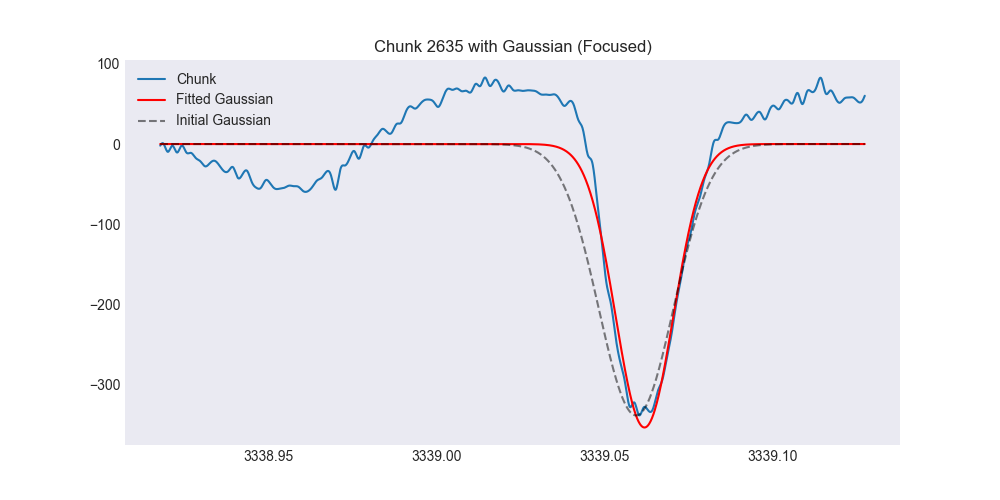 Chunk 2635 with Gaussian (Focused)
100
Chunk
Fitted Gaussian
Initial Gaussian
0
−100
−200
−300
3338.95 3339.00 3339.05 3339.10